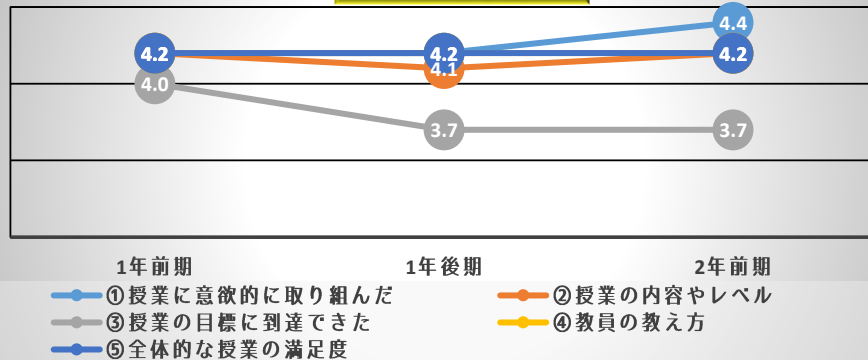 4.4
4.2 4.2 4.2
4.1
4.0
3.7 3.7
1年前期 1年後期 2年前期
①授業に意欲的に取り組んだ ②授業の内容やレベル
③授業の目標に到達できた ④教員の教え方
⑤全体的な授業の満足度